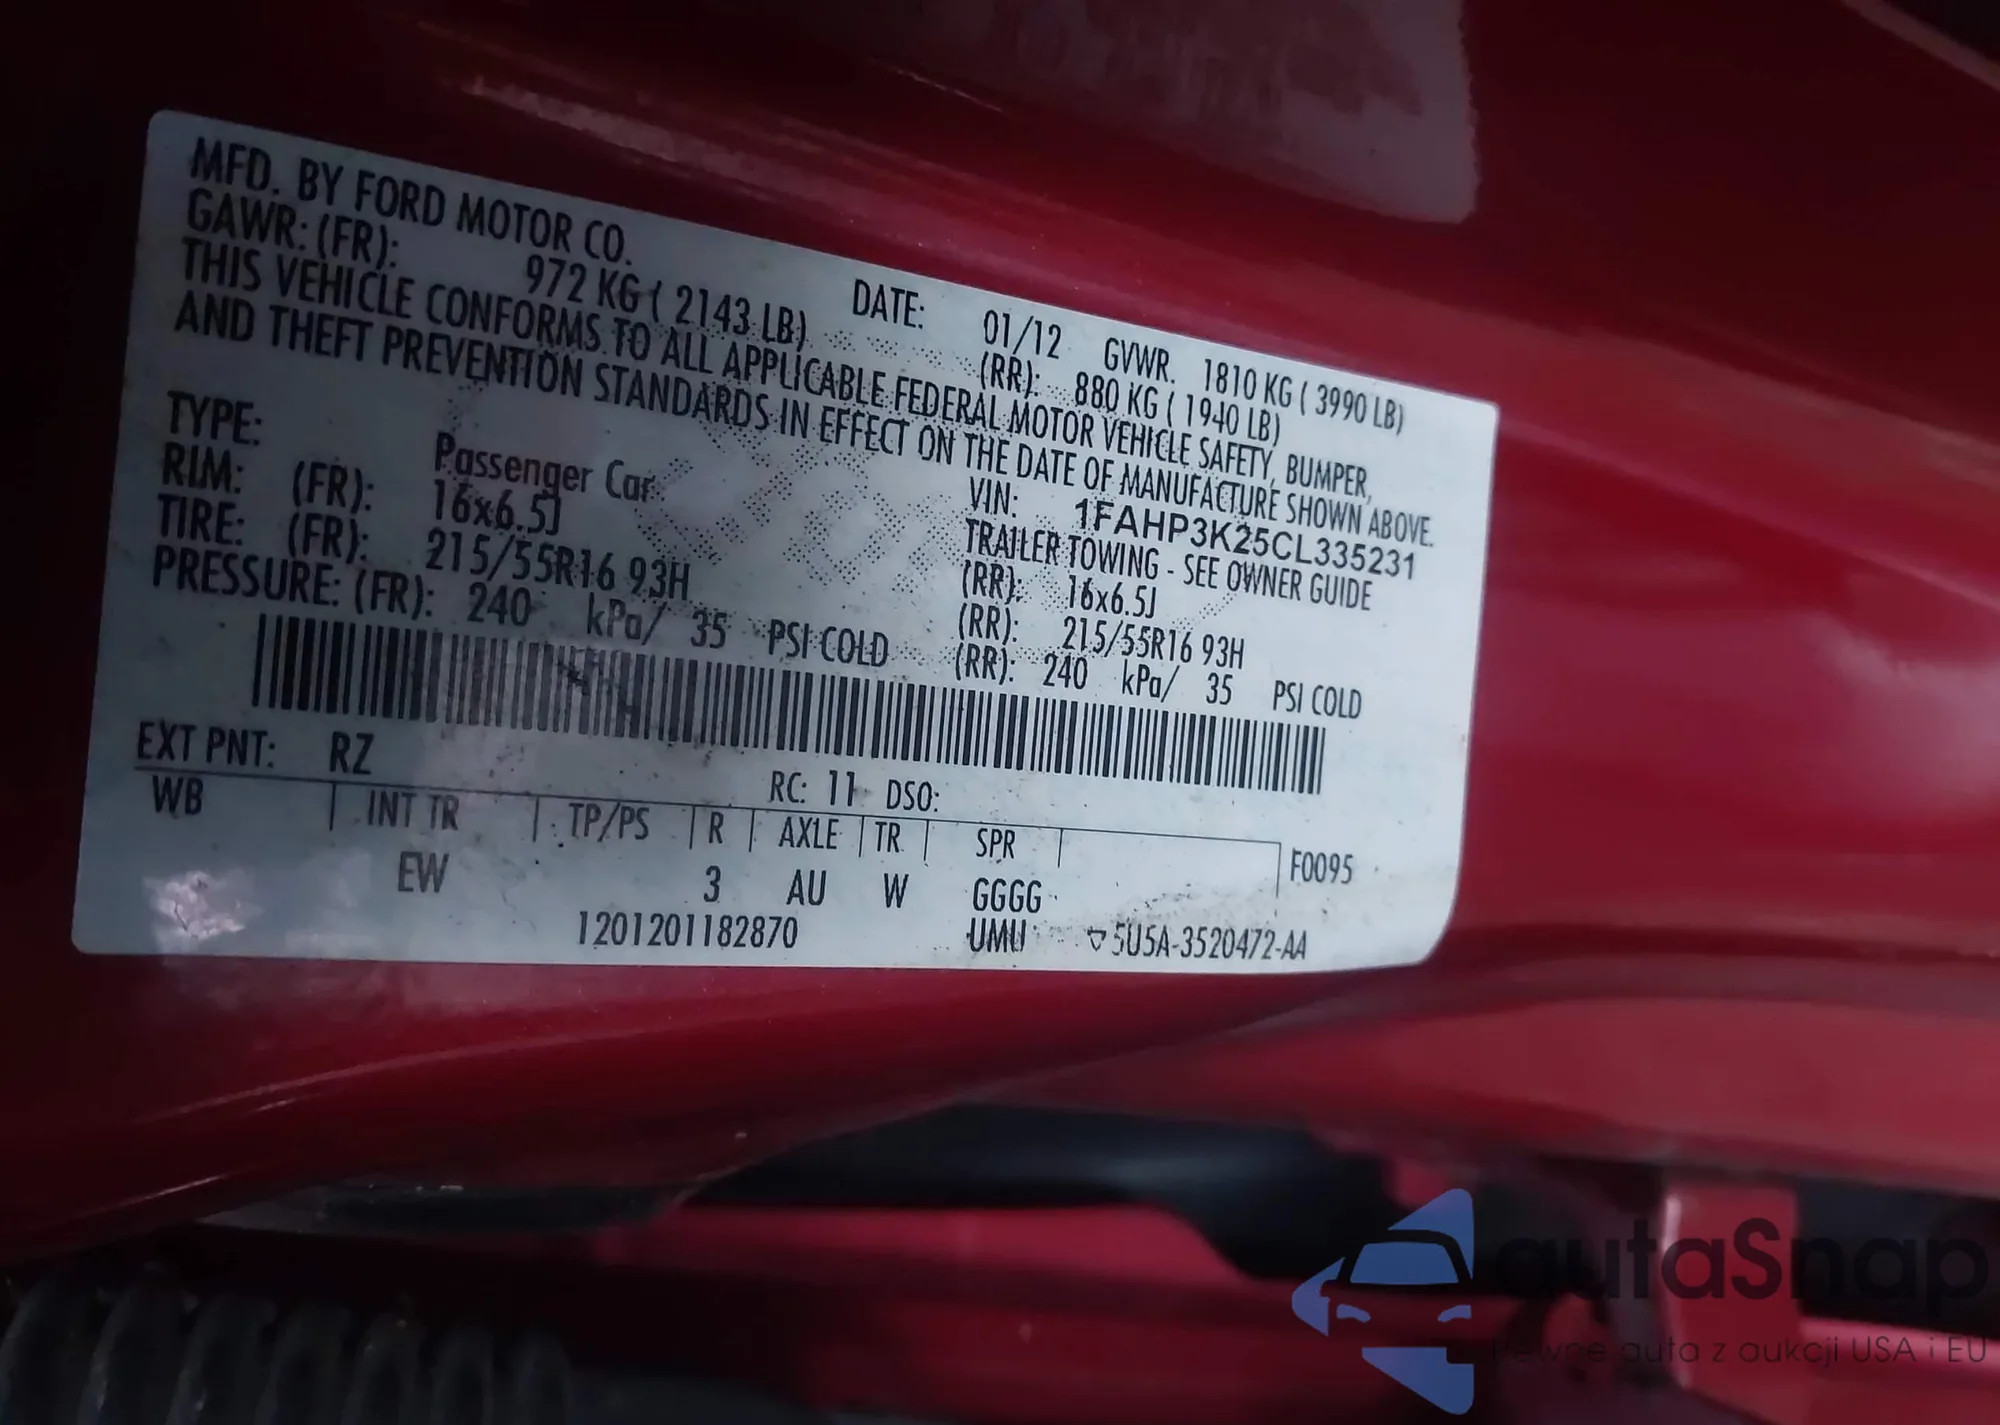 MFD. BY FORD MOTOR CO.
DATE: 01/12 GVWR. 1810 KG ( 3990 LB)
GAWR: (FR): 972 KG ( 2143 LB) (RR): 880 KG ( 1940 LB)
THIS VEHICLE CONFORMS TO ALL APPLICABLE FEDERAL MOTOR VEHICLE SAFETY, BUMPER,
AND THEFT PREVENTION STANDARDS IN EFFECT ON THE DATE OF MANUFACTURE SHOWN ABOVE.
VIN: 1FAHP3K25CL335231
TYPE: Passenger Car TRAILER TOWING - SEE OWNER GUIDE
RIM: (FR): 16x6.5J (RR): 16x6.5J
TIRE: (FR): 215/55R16 93H (RR): 215/55R16 93H
PRESSURE: (FR): 240 kPa/ 35 PSI COLD (RR): 240 kPa/ 35 PSI COLD
EXT PNT: RZ RC: 11 DSO:
WB INT TR TP/PS R AXLE TR SPR F0095
EW 3 AU W GGGG
1201201182870 UMU 5U5A-3520472-AA
autaSnap
Pewne auta z aukcji USA i EU